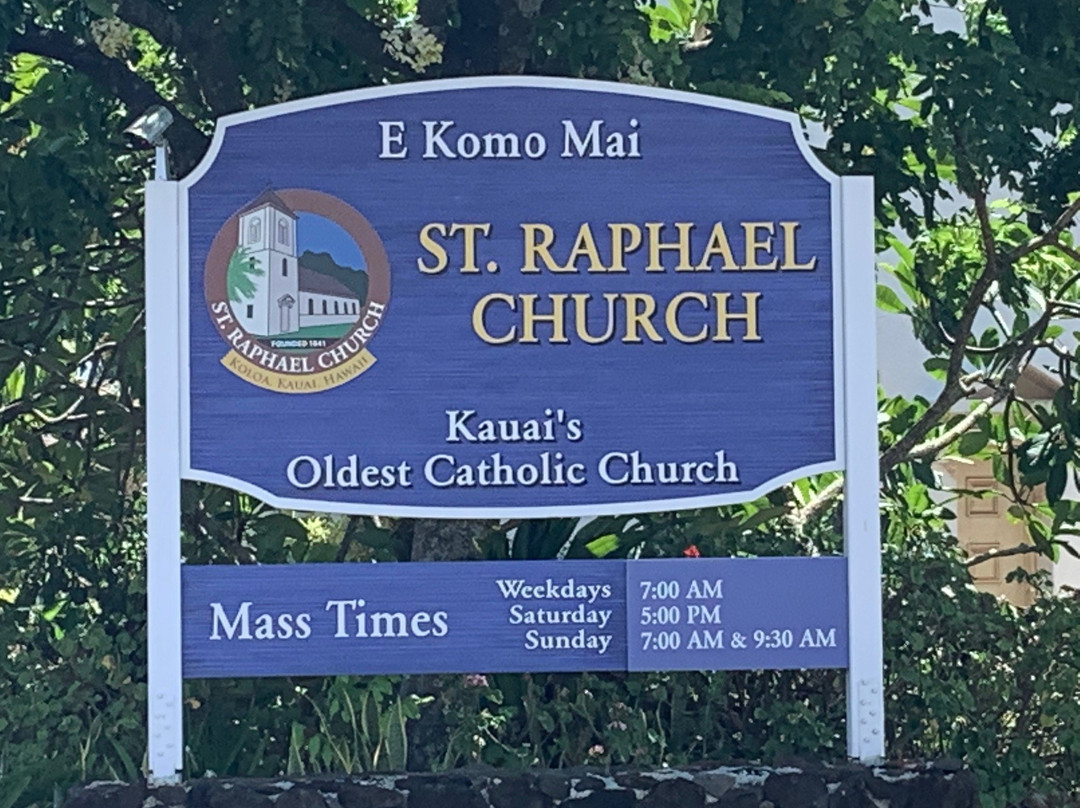 E Komo Mai
ST. RAPHAEL
CHURCH
FOUNDED 1841
ST. RAPHAEL CHURCH
KOLOA, KAUAI, HAWAII
Kauai's
Oldest Catholic Church
Mass Times
Weekdays 7:00 AM
Saturday 5:00 PM
Sunday 7:00 AM & 9:30 AM